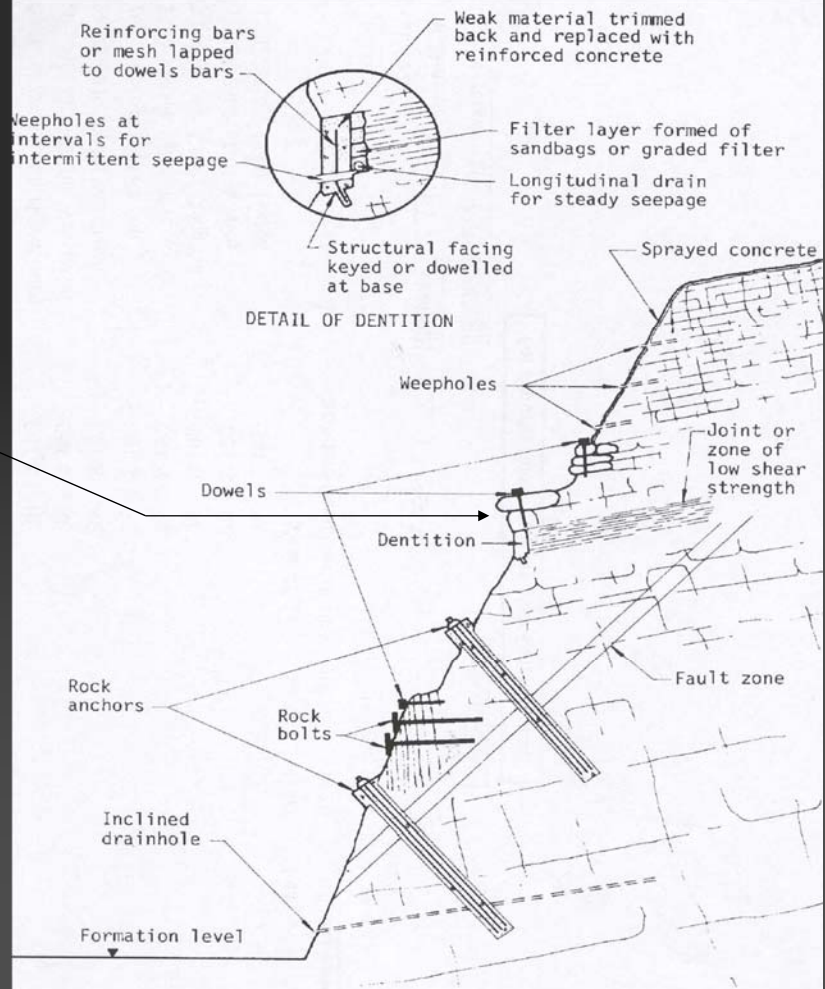 Reinforcing bars
or mesh lapped
to dowels bars
Weak material trimmed
back and replaced with
reinforced concrete
Weepholes at
intervals for
intermittent seepage
Filter layer formed of
sandbags or graded filter
Longitudinal drain
for steady seepage
Structural facing
keyed or dowelled
at base
DETAIL OF DENTITION
Sprayed concrete
Weepholes
Joint or
zone of
low shear
strength
Dowels
Dentition
Fault zone
Rock
anchors
Rock
bolts
Inclined
drainhole
Formation level